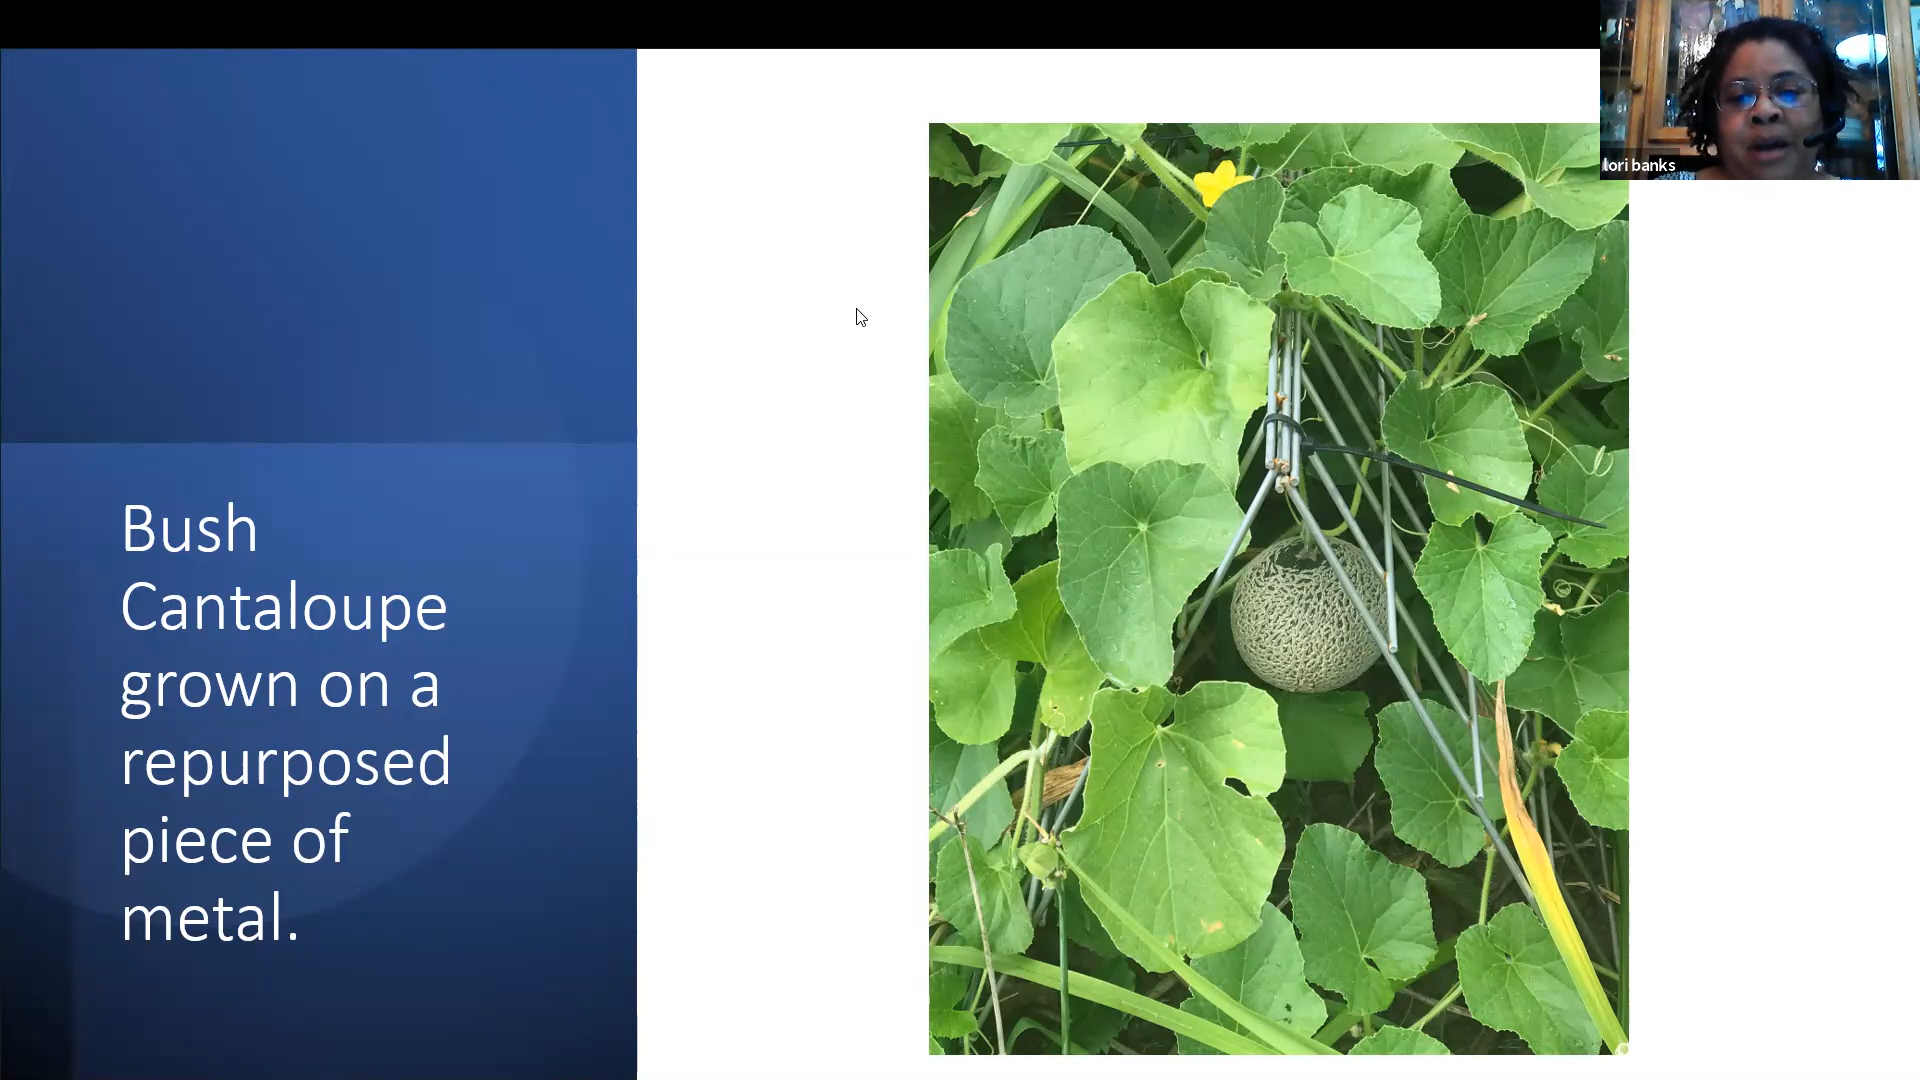 lori banks
Bush
Cantaloupe
grown on a
repurposed
piece of
metal.